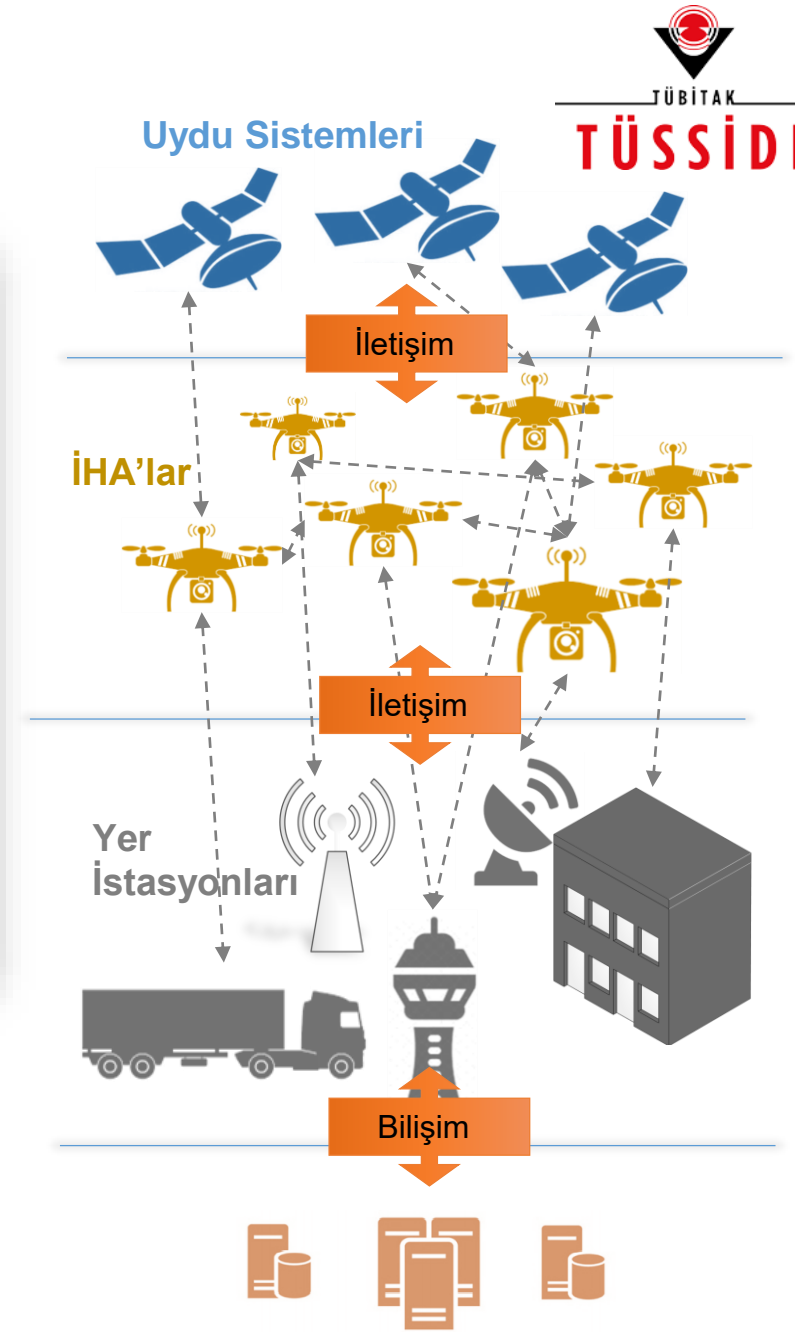 TÜBİTAK
TÜSSİDE
Uydu Sistemleri
İletişim
İHA’lar
İletişim
Yer
İstasyonları
Bilişim